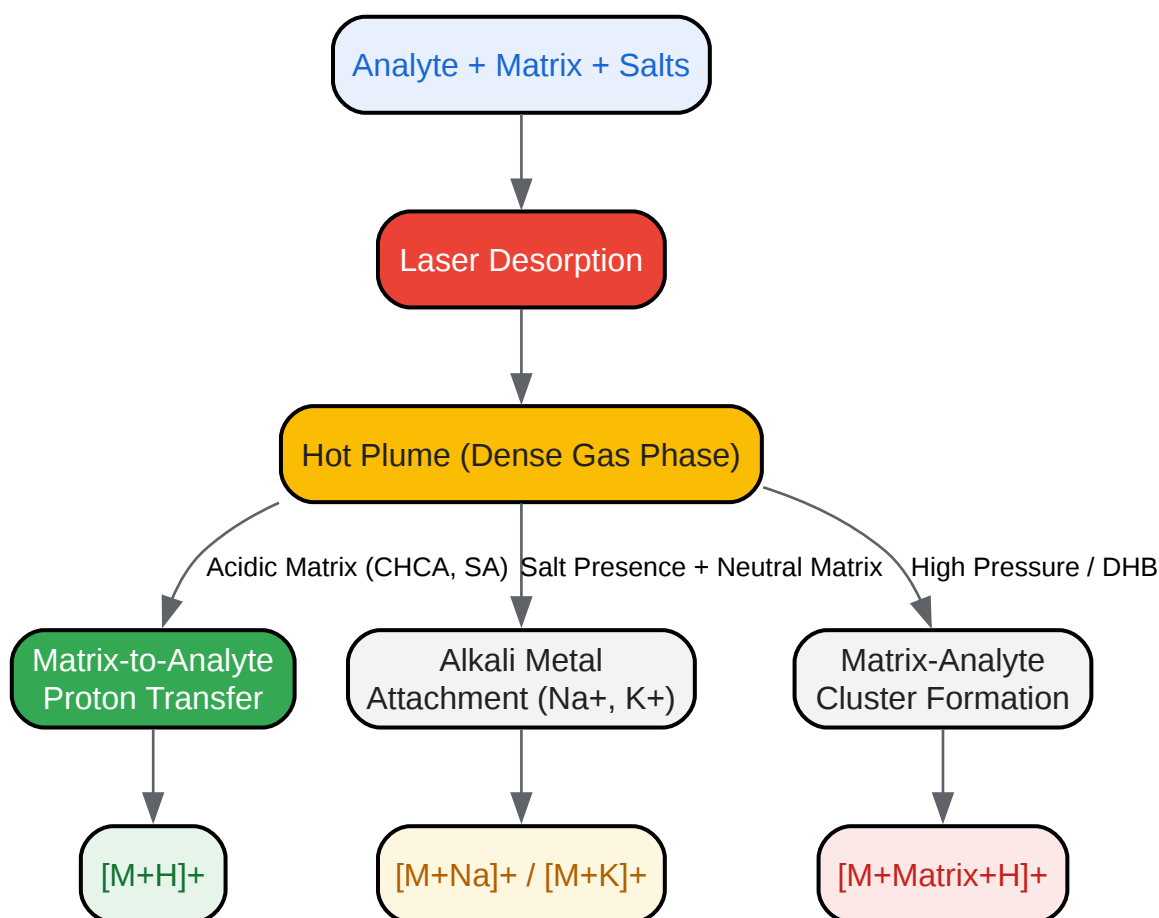 Analyte + Matrix + Salts
Laser Desorption
Hot Plume (Dense Gas Phase)
Acidic Matrix (CHCA, SA)
Salt Presence + Neutral Matrix
High Pressure / DHB
Matrix-to-Analyte
Proton Transfer
Alkali Metal
Attachment (Na+, K+)
Matrix-Analyte
Cluster Formation
[M+H]+
[M+Na]+ / [M+K]+
[M+Matrix+H]+